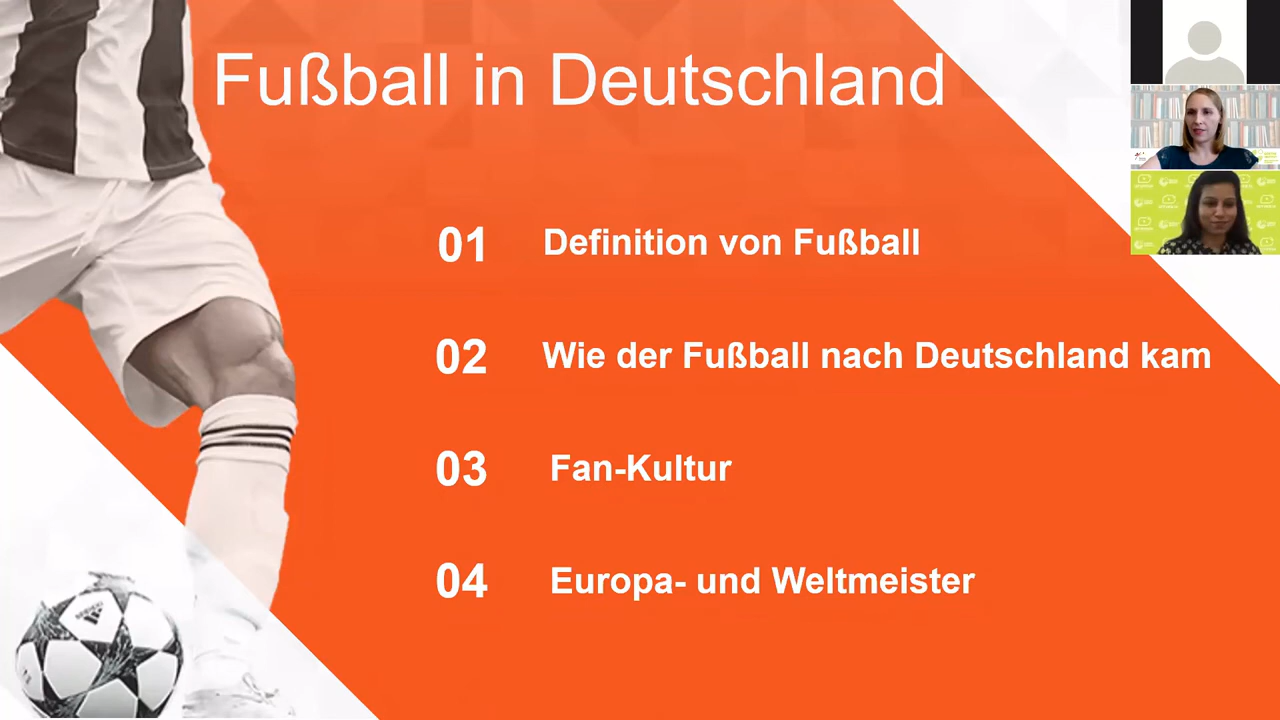 Fußball in Deutschland
01 Definition von Fußball
02 Wie der Fußball nach Deutschland kam
03 Fan-Kultur
04 Europa- und Weltmeister